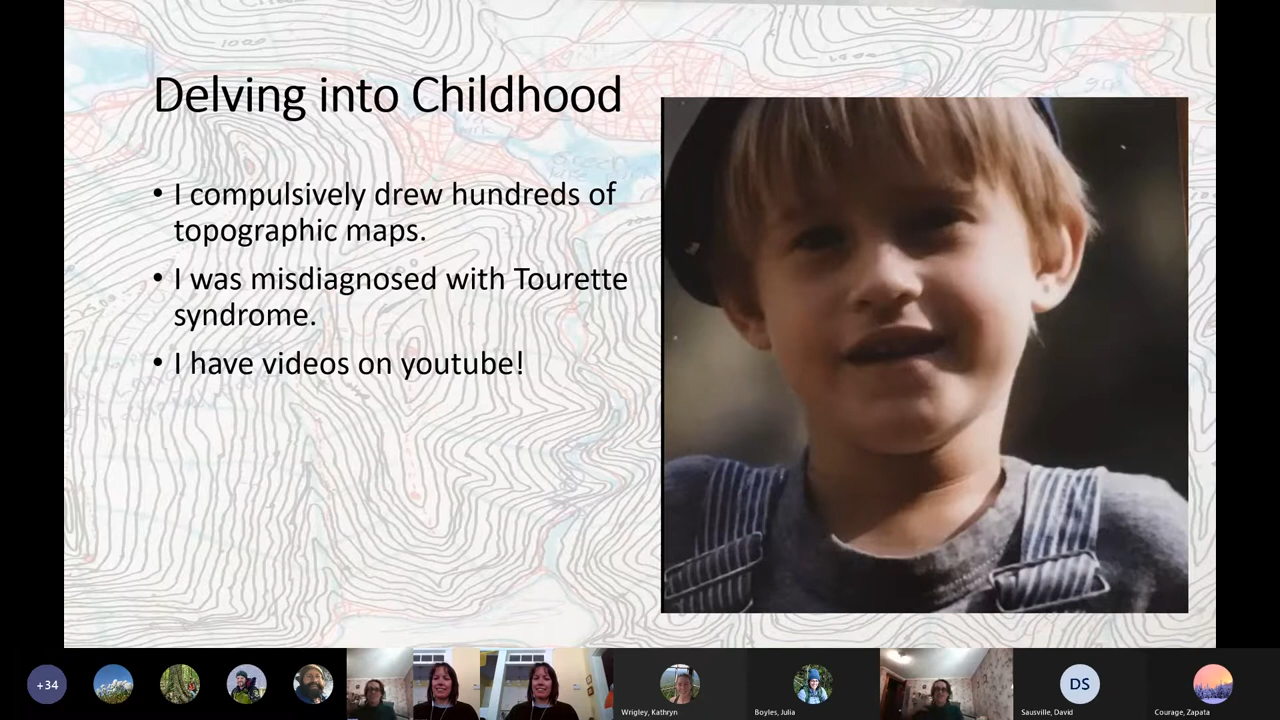 Delving into Childhood
• I compulsively drew hundreds of
topographic maps.
• I was misdiagnosed with Tourette
syndrome.
• I have videos on youtube!
1000
+34
Wrigley, Kathryn
Boyles, Julia
DS
Sausville, David
Courage, Zapata